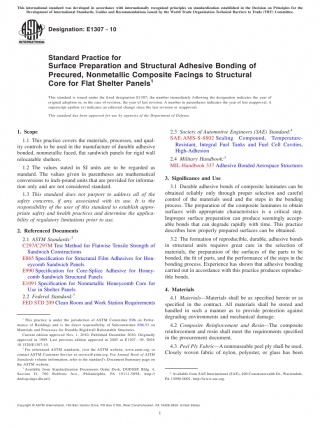 This international standard was developed in accordance with internationally recognized principles on standardization established in the Decision on Principles for the
Development of International Standards, Guides and Recommendations issued by the World Trade Organization Technical Barriers to Trade (TBT) Committee.
Designation: E1307 - 10
Standard Practice for
Surface Preparation and Structural Adhesive Bonding of
Precured, Nonmetallic Composite Facings to Structural
Core for Flat Shelter Panels1
This standard is issued under the fixed designation E1307; the number immediately following the designation indicates the year of
original adoption or, in the case of revision, the year of last revision. A number in parentheses indicates the year of last reapproval. A
superscript epsilon (ε) indicates an editorial change since the last revision or reapproval.
This standard has been approved for use by agencies of the Department of Defense.
1. Scope
1.1 This practice covers the materials, processes, and qual-
ity controls to be used in the manufacture of durable adhesive-
bonded, nonmetallic faced, flat sandwich panels for rigid wall
relocatable shelters.
1.2 The values stated in SI units are to be regarded as
standard. The values given in parentheses are mathematical
conversions to inch-pound units that are provided for informa-
tion only and are not considered standard.
1.3 This standard does not purport to address all of the
safety concerns, if any, associated with its use. It is the
responsibility of the user of this standard to establish appro-
priate safety and health practices and determine the applica-
bility of regulatory limitations prior to use.
2. Referenced Documents
2.1 ASTM Standards:2
C297/C297M Test Method for Flatwise Tensile Strength of
Sandwich Constructions
E865 Specification for Structural Film Adhesives for Hon-
eycomb Sandwich Panels
E990 Specification for Core-Splice Adhesive for Honey-
comb Sandwich Structural Panels
E1091 Specification for Nonmetallic Honeycomb Core for
Use in Shelter Panels
2.2 Federal Standard:3
FED STD 209 Clean Room and Work Station Requirements
1 This practice is under the jurisdiction of ASTM Committee E06 on Perfor-
mance of Buildings and is the direct responsibility of Subcommittee E06.53 on
Materials and Processes for Durable Rigidwall Relocatable Structures.
Current edition approved Nov. 1, 2010. Published December 2010. Originally
approved in 1989. Last previous edition approved in 2005 as E1307 – 99
2 For referenced ASTM standards, visit the ASTM website, www.astm.org, or
contact ASTM Customer Service at service@astm.org. For Annual Book of ASTM
Standards volume information, refer to the standard's Document Summary page on
the ASTM website.
3 Available from Standardization Documents Order Desk, DODSSP, Bldg. 4,
Section D, 700 Robbins Ave., Philadelphia, PA 19111-5098, http://
dodssp.daps.mil.
2.5 Society of Automotive Engineers (SAE) Standard:4
SAE-AMS-S-8802 Sealing Compound, Temperature-
Resistant, Integral Fuel Tanks and Fuel Cell Cavities,
High-Adhesion
2.4 Military Handbook:3
MIL-Handbook 337 Adhesive Bonded Aerospace Structures
3. Significance and Use
3.1 Durable adhesive bonds of composite laminates can be
obtained reliably only through proper selection and careful
control of the materials used and the steps in the bonding
process. The preparation of the composite laminates to obtain
surfaces with appropriate characteristics is a critical step.
Improper surface preparation can produce seemingly accept-
able bonds that can degrade rapidly with time. This practice
describes how properly prepared surfaces can be obtained.
3.2 The formation of reproducible, durable, adhesive bonds
in structural units requires great care in the selection of
materials, the preparation of the surfaces of the parts to be
bonded, the fit of parts, and the performance of the steps in the
bonding process. Experience has shown that adhesive bonding
carried out in association with this practice produces reproduc-
ible bonds.
4. Materials
4.1 Materials—Materials shall be as specified herein or as
specified in the contract. All materials shall be stored and
handled in such a manner as to provide protection against
degrading environments and mechanical damage.
4.2 Composite Reinforcement and Resin—The composite
reinforcement and resin shall meet the requirements specified
in the procurement document.
4.3 Peel Ply Fabric—A nonreusable peel ply shall be used.
Closely woven fabric of nylon, polyester, or glass has been
4 Available from SAE International (SAE), 400 Commonwealth Dr., Warrendale,
PA 15096-0001, http://www.sae.org.
Copyright © ASTM International, 100 Barr Harbor Drive, PO Box C700, West Conshohocken, PA 19428-2959, United States
1